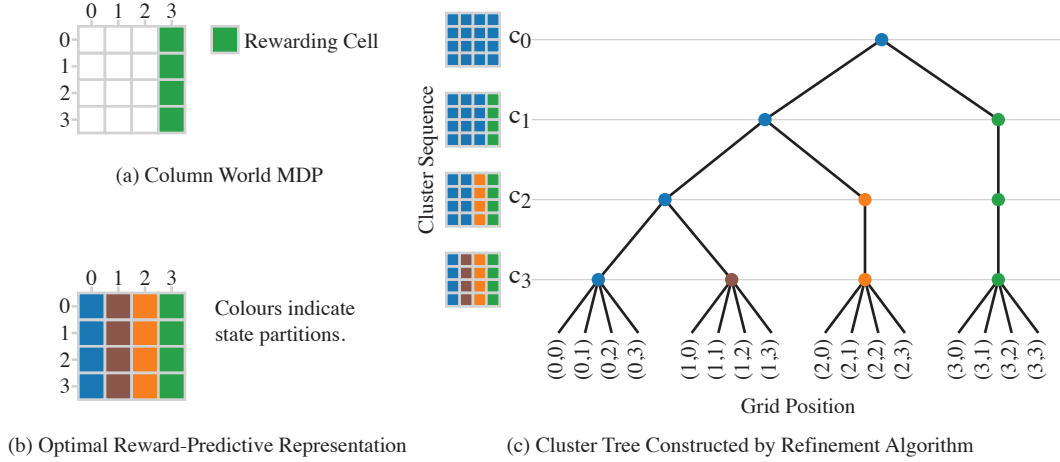 0 1 2 3
0
1
2
3
Rewarding Cell
(a) Column World MDP
0 1 2 3
0
1
2
3
Colours indicate
state partitions.
(b) Optimal Reward-Predictive Representation
Cluster Sequence
c0
c1
c2
c3
(0,0) (0,1) (0,2) (0,3) (1,0) (1,1) (1,2) (1,3) (2,0) (2,1) (2,2) (2,3) (3,0) (3,1) (3,2) (3,3)
Grid Position
(c) Cluster Tree Constructed by Refinement Algorithm